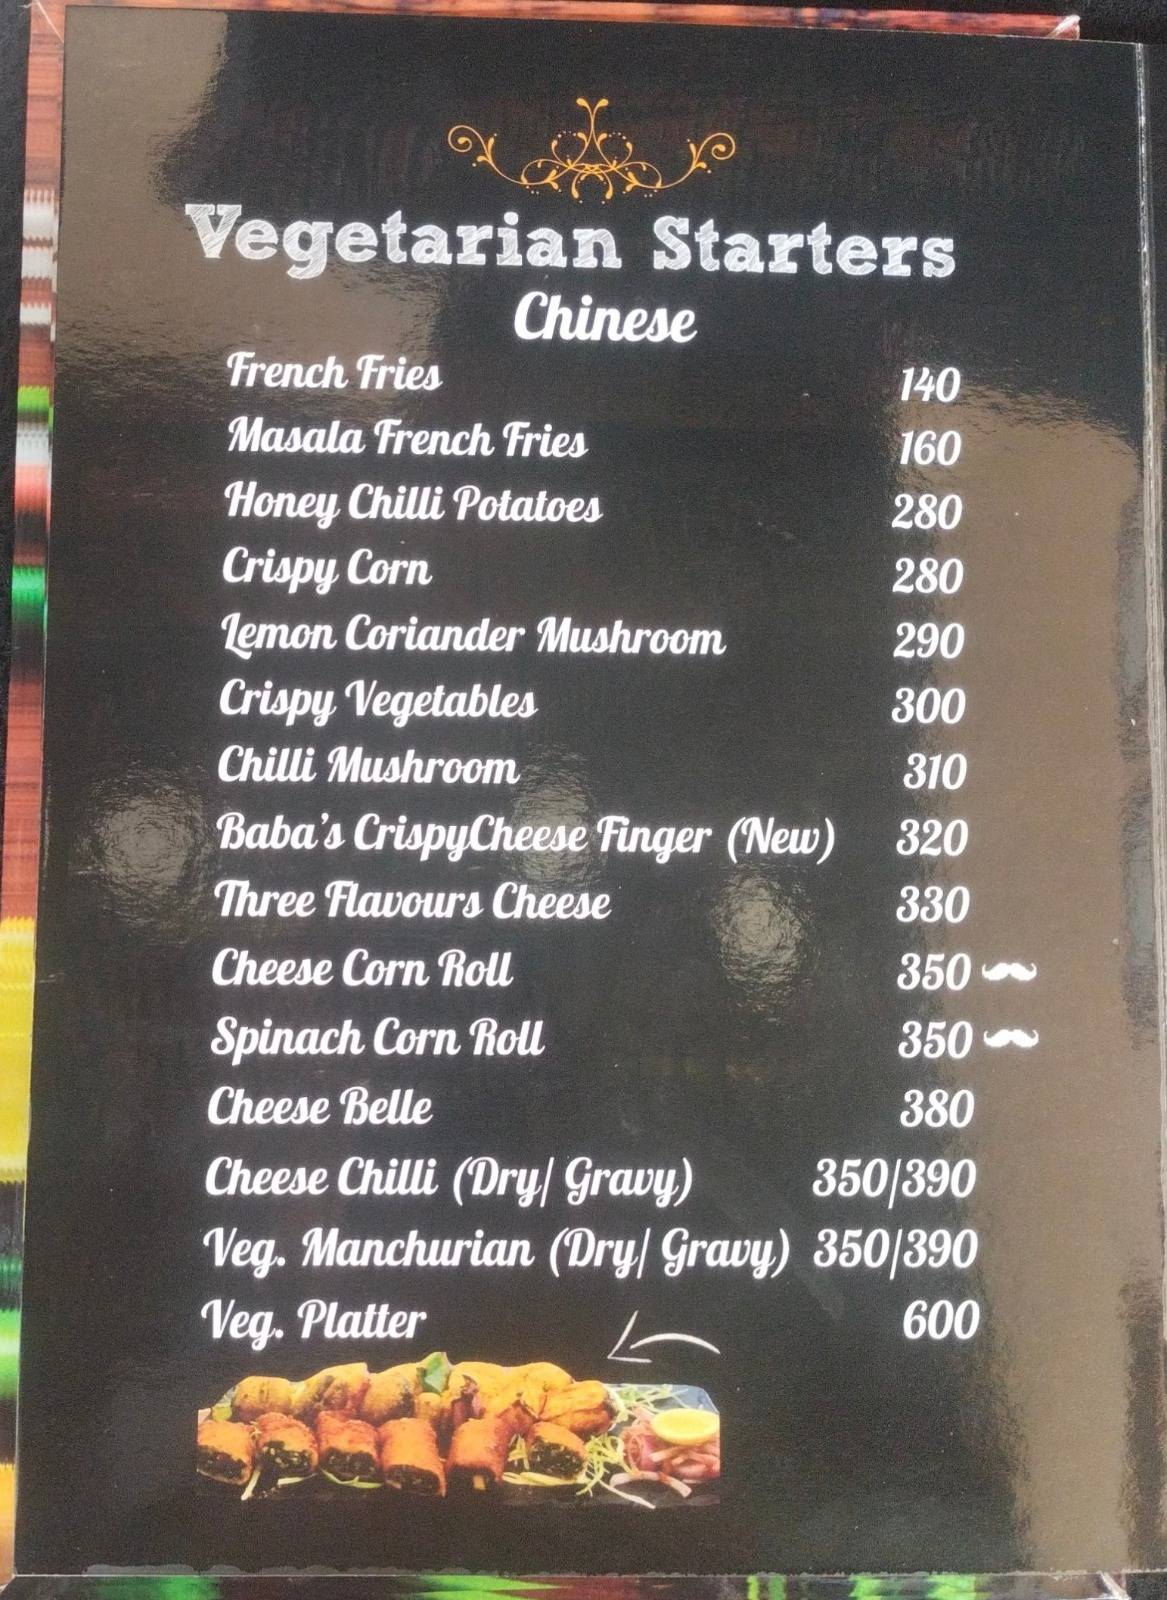 Vegetarian Starters
Chinese
French Fries 140
Masala French Fries 160
Honey Chilli Potatoes 280
Crispy Corn 280
Lemon Coriander Mushroom 290
Crispy Vegetables 300
Chilli Mushroom 310
Baba's CrispyCheese Finger (New) 320
Three Flavours Cheese 330
Cheese Corn Roll 350
Spinach Corn Roll 350
Cheese Belle 380
Cheese Chilli (Dry/ Gravy) 350/390
Veg. Manchurian (Dry/ Gravy) 350/390
Veg. Platter 600